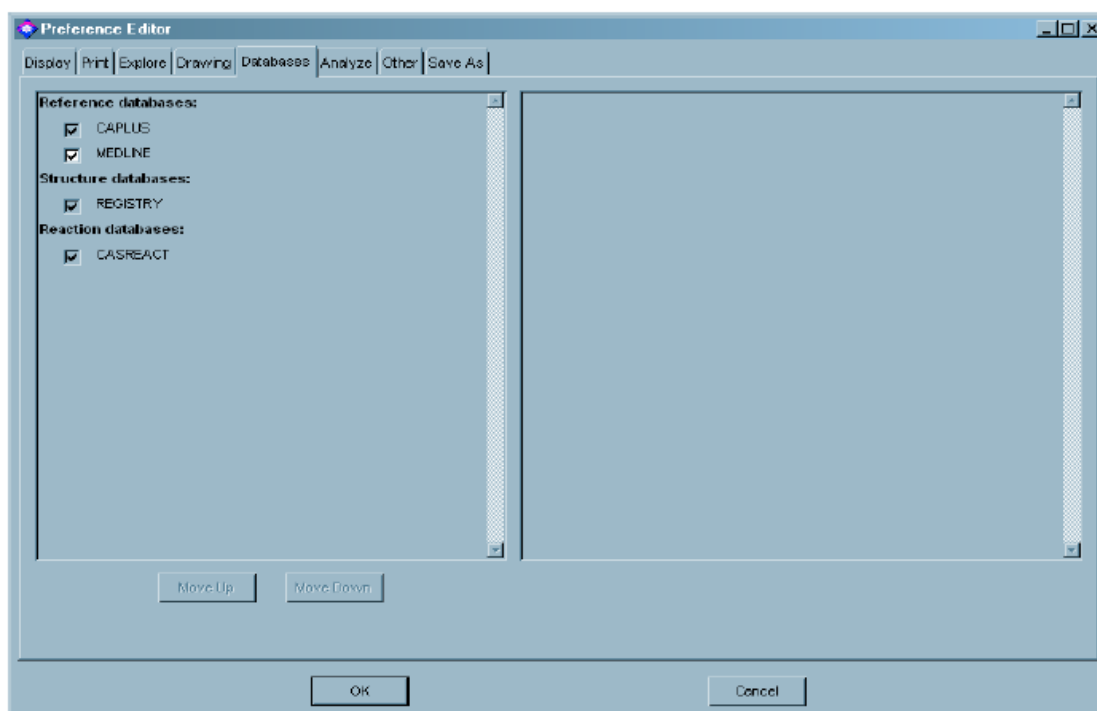 Preference Editor
Display Print Explore Drawing Databases Analyze Other Save As
Reference databases:
CAPLUS
MEDLINE
Structure databases:
REGISTRY
Reaction databases:
CASREACT
Move Up Move Down
OK Cancel